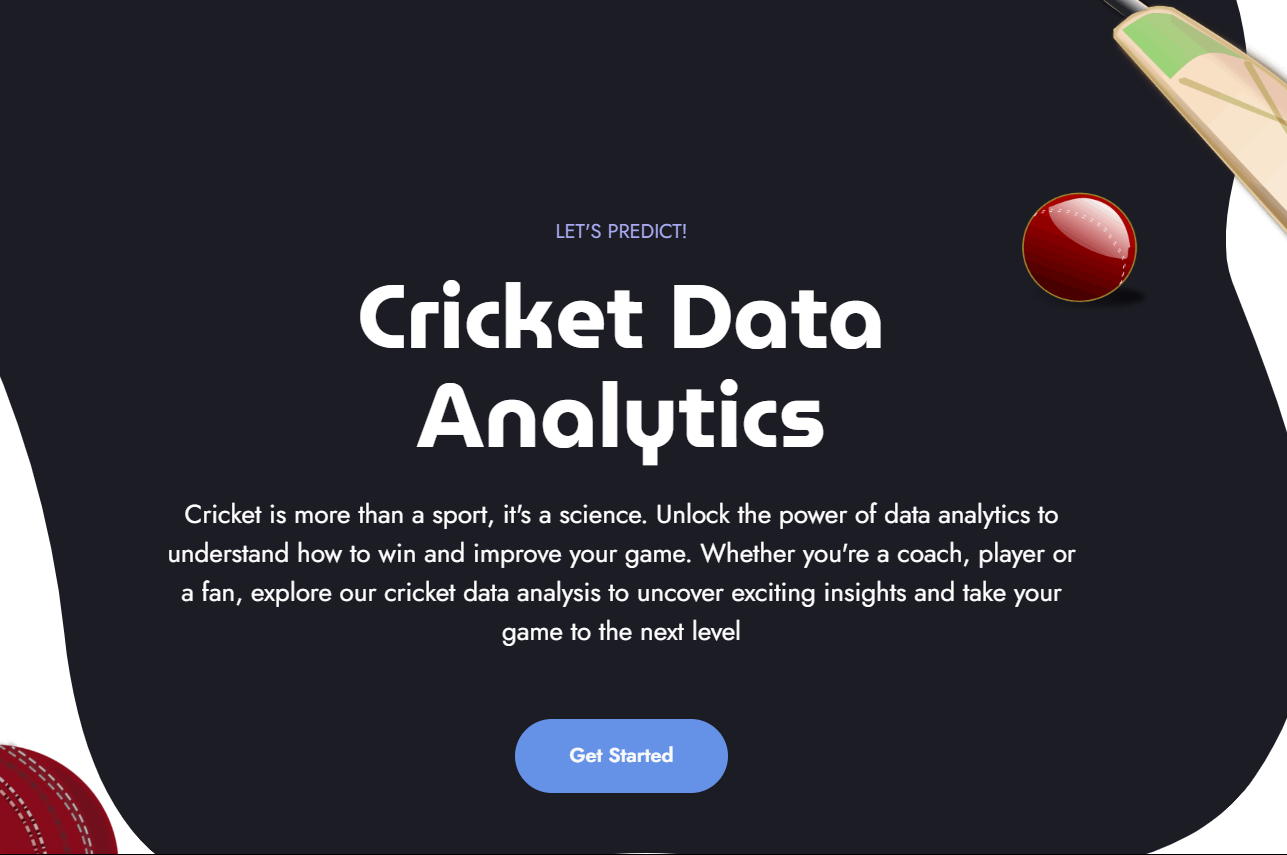 LET'S PREDICT!
Cricket Data
Analytics
Cricket is more than a sport, it's a science. Unlock the power of data analytics to
understand how to win and improve your game. Whether you're a coach, player or
a fan, explore our cricket data analysis to uncover exciting insights and take your
game to the next level
Get Started